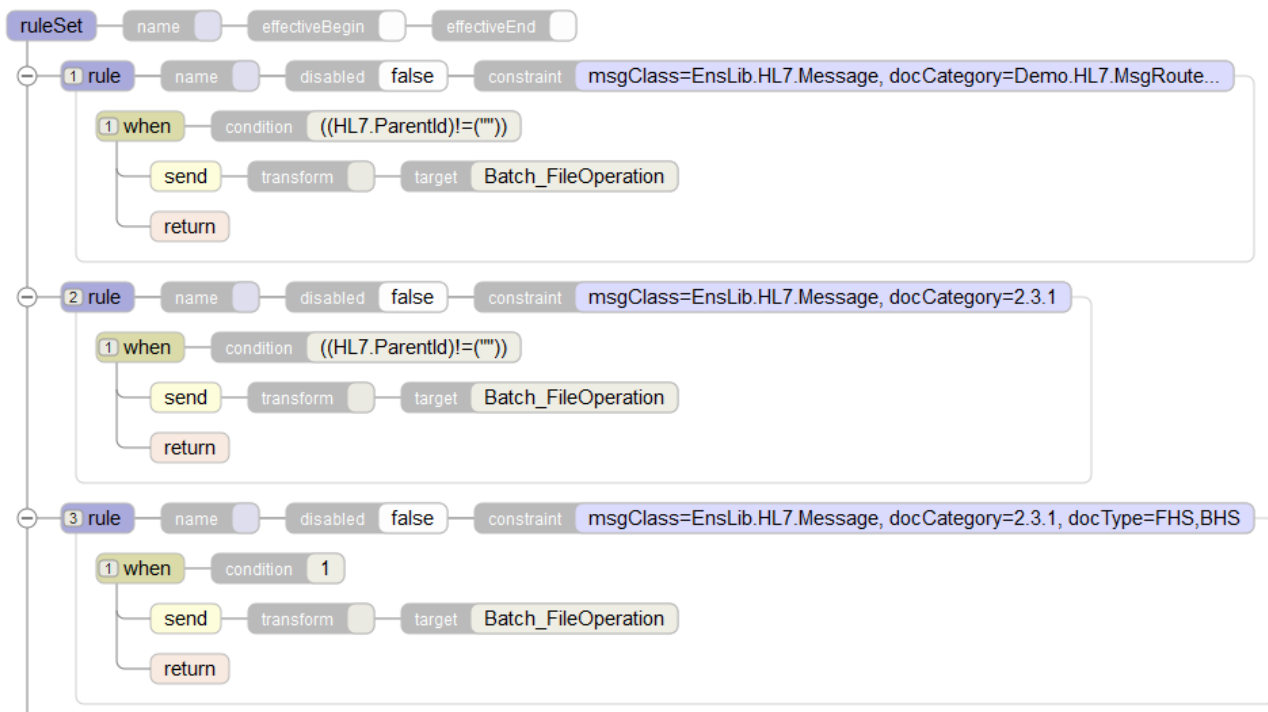 ruleSet name effectiveBegin effectiveEnd
1 rule name disabled false constraint msgClass=EnsLib.HL7.Message, docCategory=Demo.HL7.MsgRoute...
1 when condition ((HL7.ParentId)!=(""))
send transform target Batch_FileOperation
return
2 rule name disabled false constraint msgClass=EnsLib.HL7.Message, docCategory=2.3.1
1 when condition ((HL7.ParentId)!=(""))
send transform target Batch_FileOperation
return
3 rule name disabled false constraint msgClass=EnsLib.HL7.Message, docCategory=2.3.1, docType=FHS,BHS
1 when condition 1
send transform target Batch_FileOperation
return